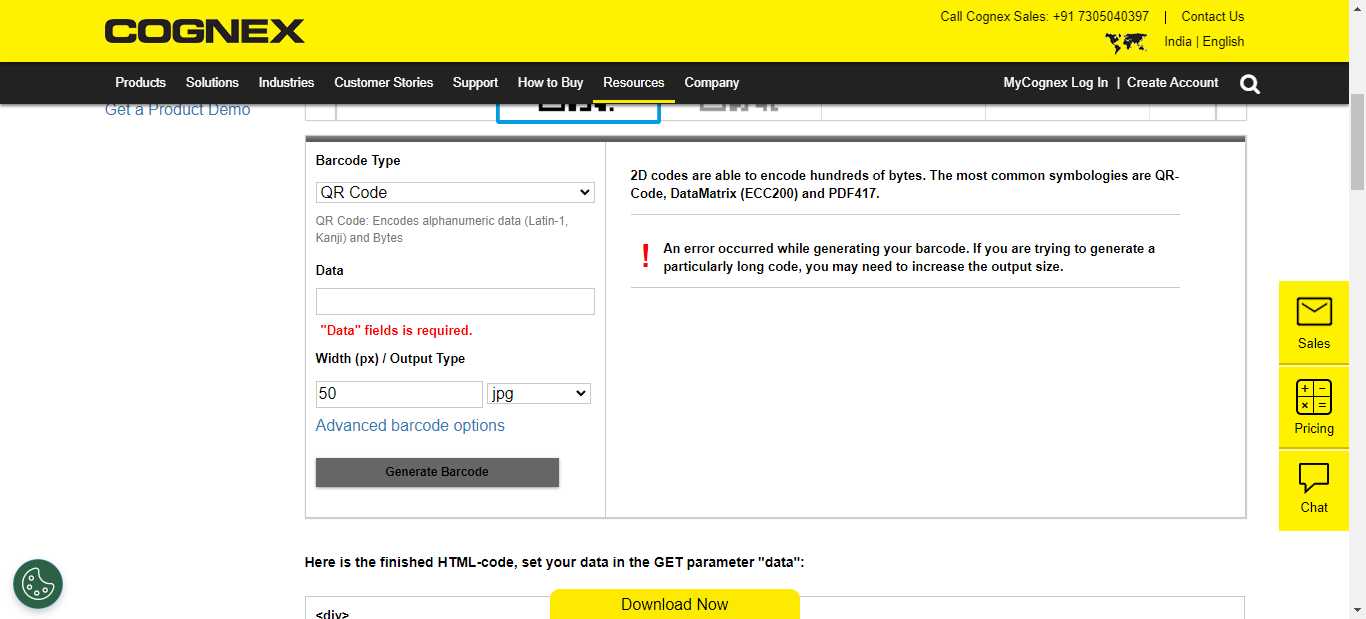 COGNEX
Call Cognex Sales: +91 7305040397 | Contact Us
India | English
Products Solutions Industries Customer Stories Support How to Buy Resources Company
MyCognex Log In | Create Account
Get a Product Demo
Barcode Type
QR Code
QR Code: Encodes alphanumeric data (Latin-1,
Kanji) and Bytes
Data
"Data" fields is required.
Width (px) / Output Type
50 jpg
Advanced barcode options
Generate Barcode
2D codes are able to encode hundreds of bytes. The most common symbologies are QR-
Code, DataMatrix (ECC200) and PDF417.
! An error occurred while generating your barcode. If you are trying to generate a
particularly long code, you may need to increase the output size.
Sales
Pricing
Chat
Here is the finished HTML-code, set your data in the GET parameter "data":
<div>
Download Now